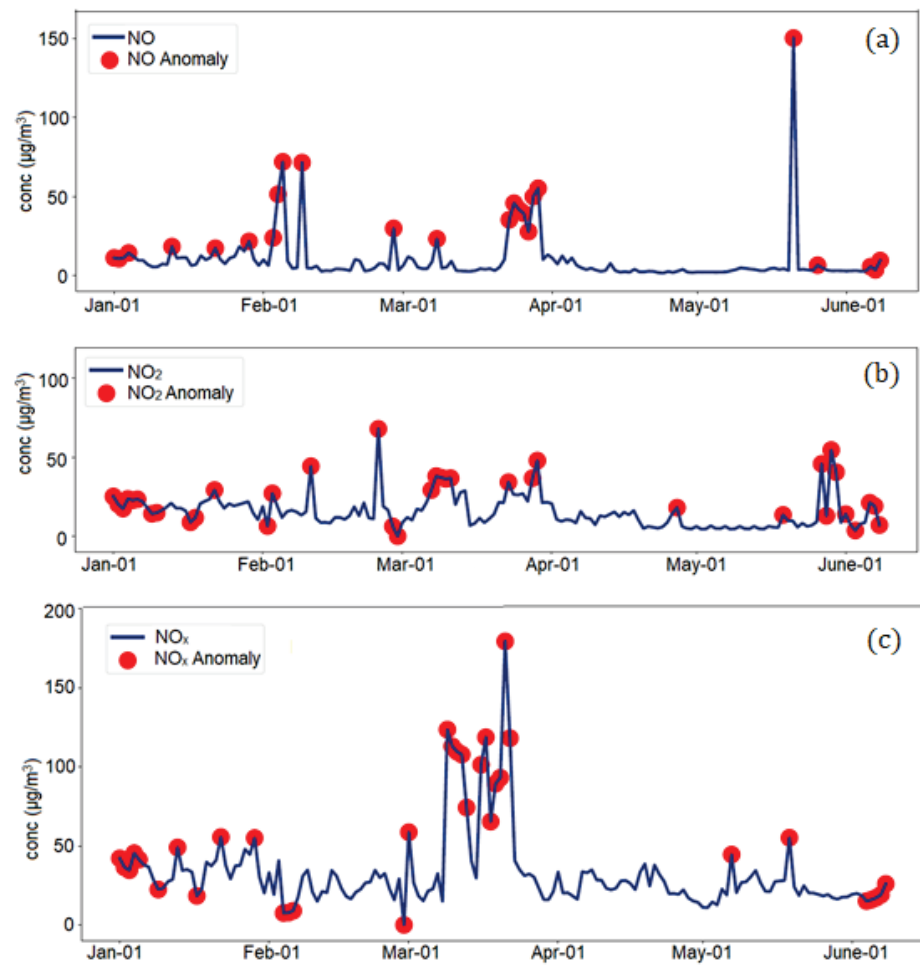 (a)
NO
NO Anomaly
150
100
50
0
conc (µg/m³)
Jan-01 Feb-01 Mar-01 Apr-01 May-01 June-01
(b)
NO₂
NO₂ Anomaly
100
50
0
conc (µg/m³)
Jan-01 Feb-01 Mar-01 Apr-01 May-01 June-01
200
(c)
NOₓ
NOₓ Anomaly
150
100
50
0
conc (µg/m³)
Jan-01 Feb-01 Mar-01 Apr-01 May-01 June-01